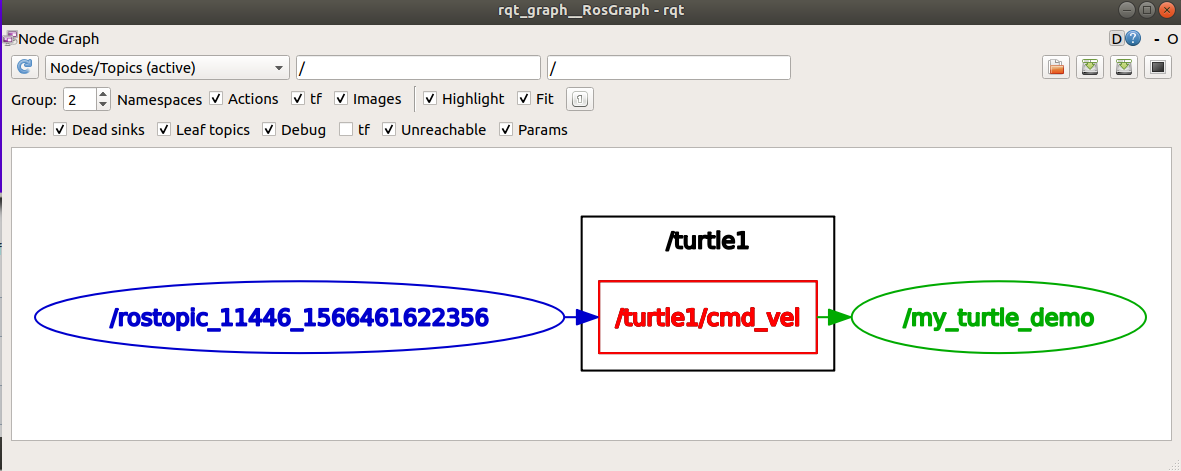 rqt_graph__RosGraph - rqt
Node Graph
D ? - O
Nodes/Topics (active) / /
Group: 2 Namespaces Actions tf Images Highlight Fit
Hide: Dead sinks Leaf topics Debug tf Unreachable Params
/turtle1
/rostopic_11446_1566461622356 /turtle1/cmd_vel /my_turtle_demo